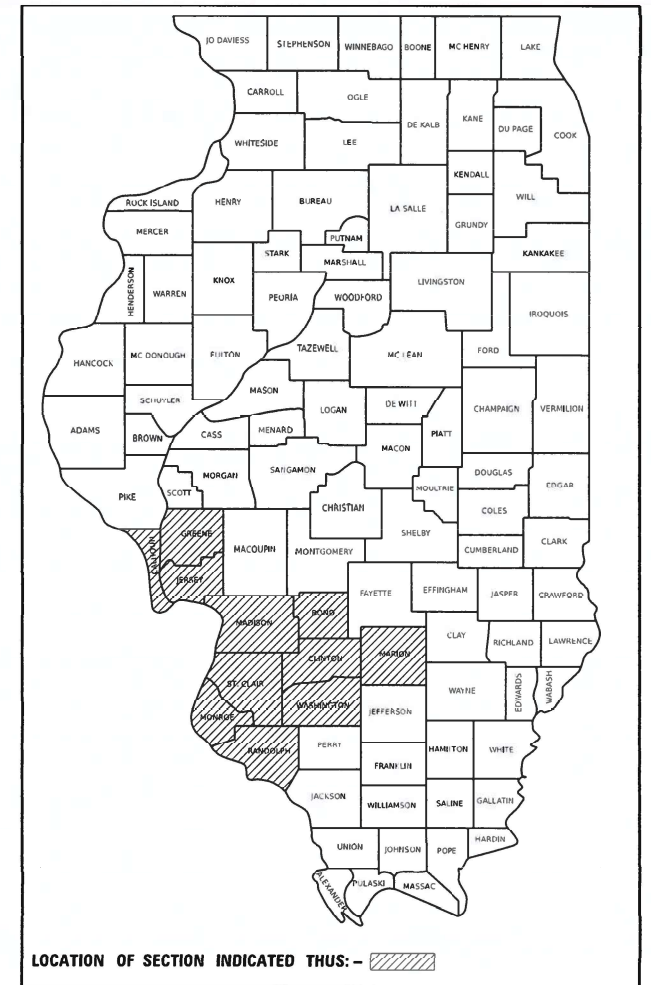 JO DAVIESS STEPHENSON WINNEBAGO BOONE MC HENRY LAKE
CARROLL OGLE
DE KALB KANE DU PAGE COOK
WHITESIDE LEE
KENDALL
ROCK ISLAND HENRY BUREAU LA SALLE WILL
GRUNDY
MERCER PUTNAM
STARK MARSHALL KANKAKEE
HENDERSON WARREN KNOX PEORIA WOODFORD LIVINGSTON
IROQUOIS
HANCOCK MC DONOUGH FULTON TAZEWELL MC LEAN FORD
MASON
SCHUYLER LOGAN DE WITT CHAMPAIGN VERMILION
ADAMS BROWN CASS MENARD PIATT
MACON
MORGAN SANGAMON DOUGLAS
PIKE SCOTT MOULTRIE EDGAR
CHRISTIAN COLES
GREENE SHELBY
CALHOUN MACOUPIN MONTGOMERY CUMBERLAND CLARK
JERSEY
FAYETTE EFFINGHAM JASPER CRAWFORD
MADISON BOND
CLAY RICHLAND LAWRENCE
CLINTON MARION
ST. CLAIR WAYNE EDWARDS WABASH
MONROE WASHINGTON JEFFERSON
RANDOLPH PERRY HAMILTON WHITE
FRANKLIN
JACKSON WILLIAMSON SALINE GALLATIN
UNION JOHNSON POPE HARDIN
ALEXANDER PULASKI MASSAC
LOCATION OF SECTION INDICATED THUS: –